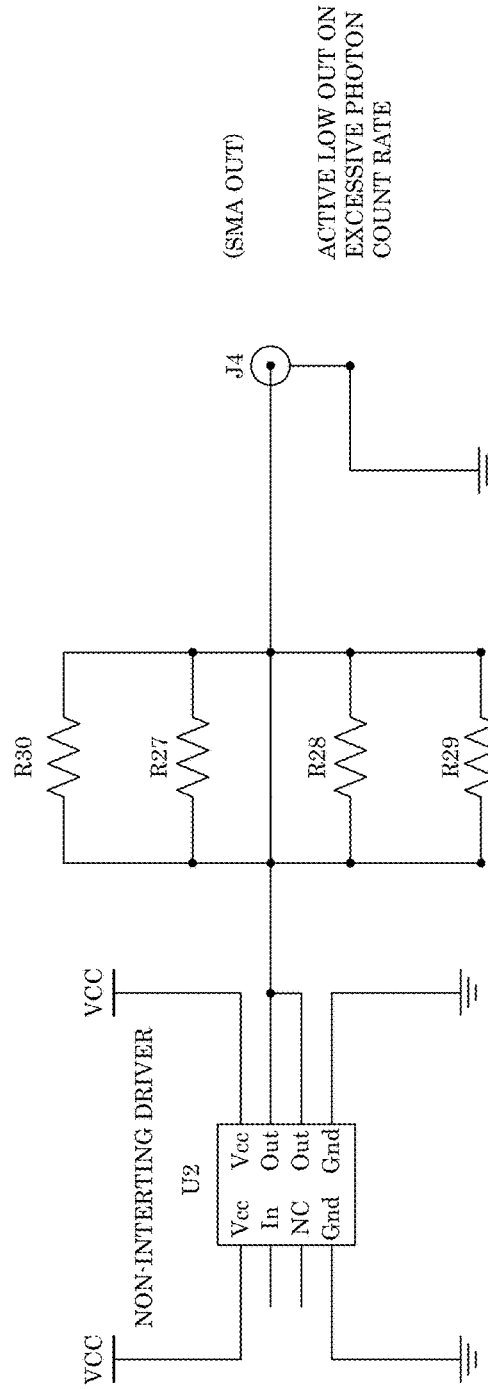 VCC
NON-INTERTING DRIVER
VCC
U2
Vcc
In
NC
Gnd
Vcc
Out
Out
Gnd
R30
R27
R28
R29
J4
(SMA OUT)
ACTIVE LOW OUT ON
EXCESSIVE PHOTON
COUNT RATE